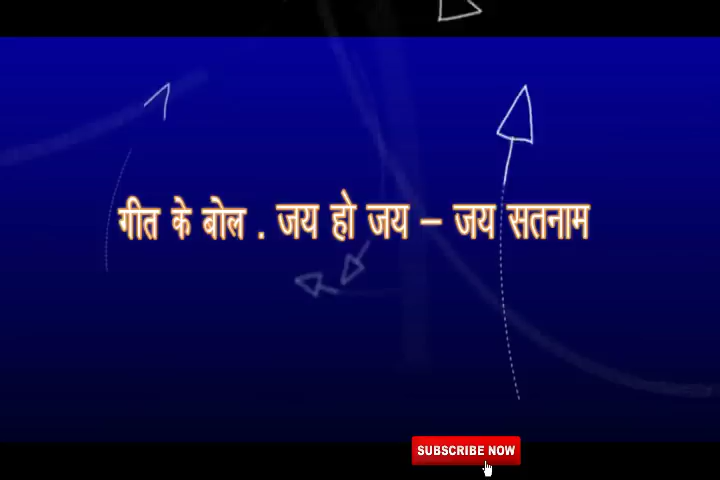 गीत के बोल . जय हो जय – जय सतनाम
SUBSCRIBE NOW